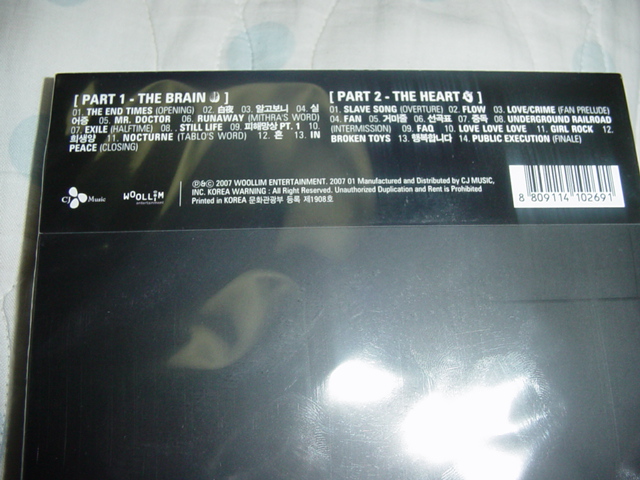 [ PART 1 - THE BRAIN ]
01. THE END TIMES (OPENING) 02. 白夜 03. 알고보니 04. 실
어증 05. MR. DOCTOR 06. RUNAWAY (MITHRA'S WORD)
07. EXILE (HALFTIME) 08. . STILL LIFE 09. 피해망상 PT. 1 10.
희생양 11. NOCTURNE (TABLO'S WORD) 12. 혼 13. IN
PEACE (CLOSING)
[ PART 2 - THE HEART ]
01. SLAVE SONG (OVERTURE) 02. FLOW 03. LOVE/CRIME (FAN PRELUDE)
04. FAN 05. 거미줄 06. 선곡표 07. 중독 08. UNDERGROUND RAILROAD
(INTERMISSION) 09. FAQ 10. LOVE LOVE LOVE 11. GIRL ROCK 12.
BROKEN TOYS 13. 행복합니다 14. PUBLIC EXECUTION (FINALE)
CJ Music
WOOLLIM
entertainment
℗&© 2007 WOOLLIM ENTERTAINMENT. 2007 01 Manufactured and Distributed by CJ MUSIC,
INC. KOREA WARNING : All Right Reserved. Unauthorized Duplication and Rent is Prohibited
Printed in KOREA 문화관광부 등록 제1908호
8 809114 102691